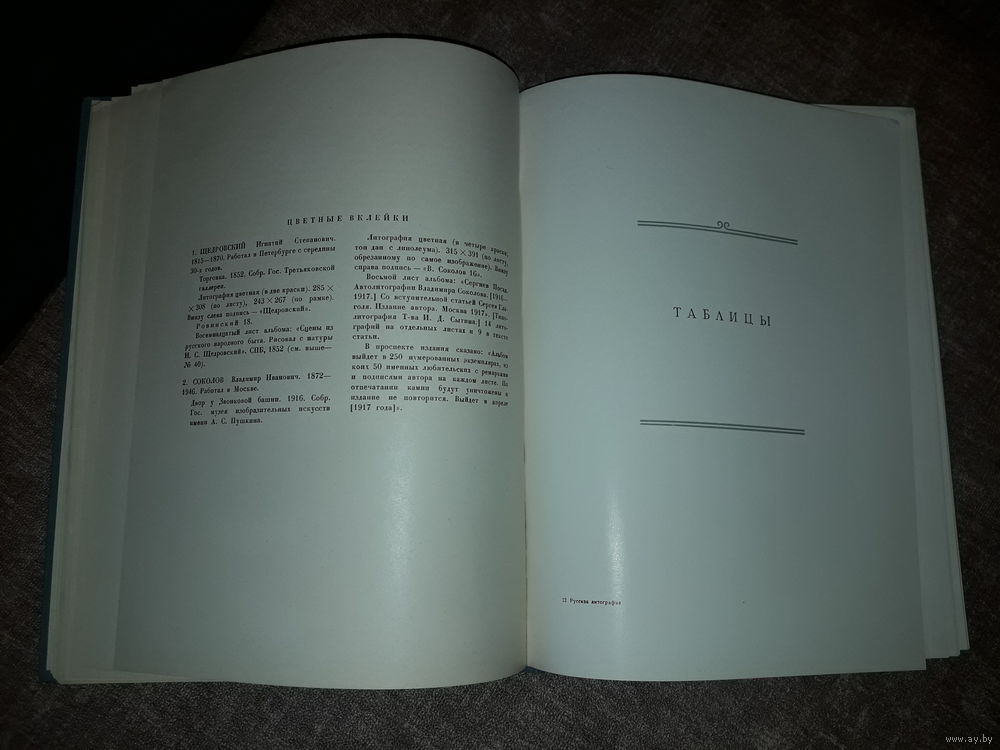 ЦВЕТНЫЕ ВКЛЕЙКИ
1. ЩЕДРОВСКИЙ Игнатий Степанович.
1815—1870. Работал в Петербурге с середины
30-х годов.
Торговка. 1852. Собр. Гос. Третьяковской
галлереи.
Литография цветная (в две краски). 285 ×
× 308 (по листу), 243 × 267 (по рамке).
Внизу слева подпись — «Щедровский».
Ровинский 18.
Восемнадцатый лист альбома: «Сцены из
русского народного быта. Рисовал с натуры
И. С. Щедровский». СПБ, 1852 (см. выше—
№ 40).
2. СОКОЛОВ Владимир Иванович. 1872—
1946. Работал в Москве.
Двор у Звонковой башни. 1916. Собр.
Гос. музея изобразительных искусств
имени А. С. Пушкина.
Литография цветная (в четыре краски;
тон дан с линолеума). 315 × 391 (по листу,
обрезанному по самое изображение). Внизу
справа подпись — «В. Соколов 16».
Восьмой лист альбома: «Сергиев Посад.
Автолитографии Владимира Соколова. [1916—
1917.] Со вступительной статьей Сергея Гла-
голя. Издание автора. Москва 1917». [Типо-
литография Т-ва И. Д. Сытина.] 14 лито-
графий на отдельных листах и 9 в тексте
статьи.
В проспекте издания сказано: «Альбом
выйдет в 250 нумерованных экземплярах, из
коих 50 именных любительских с ремарками
и подписями автора на каждом листе. По
отпечатании камни будут уничтожены и
издание не повторится. Выйдет в апреле
[1917 года]».
ТАБЛИЦЫ
12 Русская литография
www.ay.by